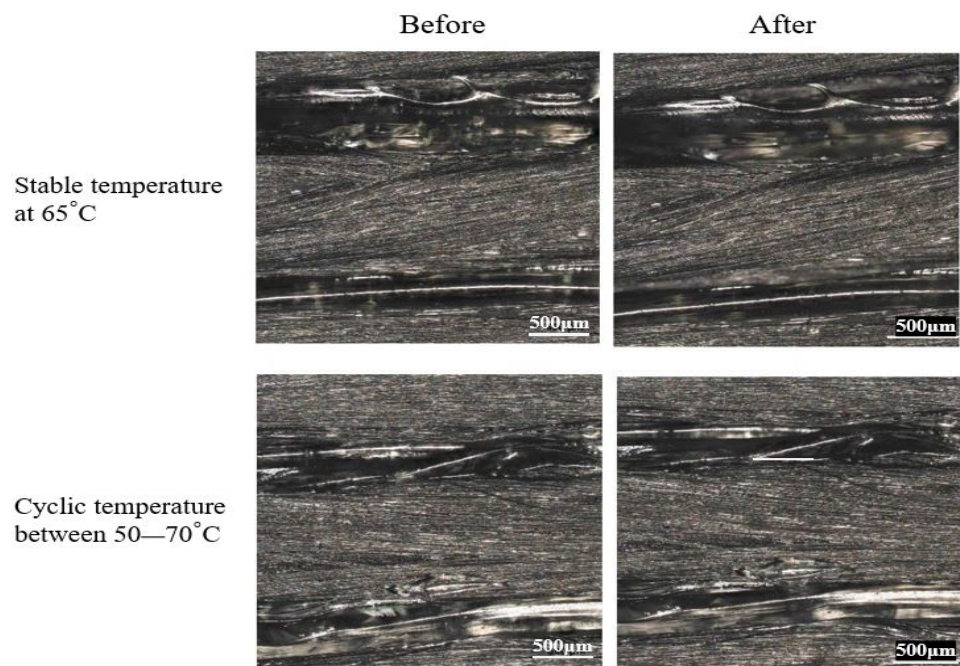 Before
After
Stable temperature
at 65°C
500µm
500µm
Cyclic temperature
between 50—70°C
500µm
500µm